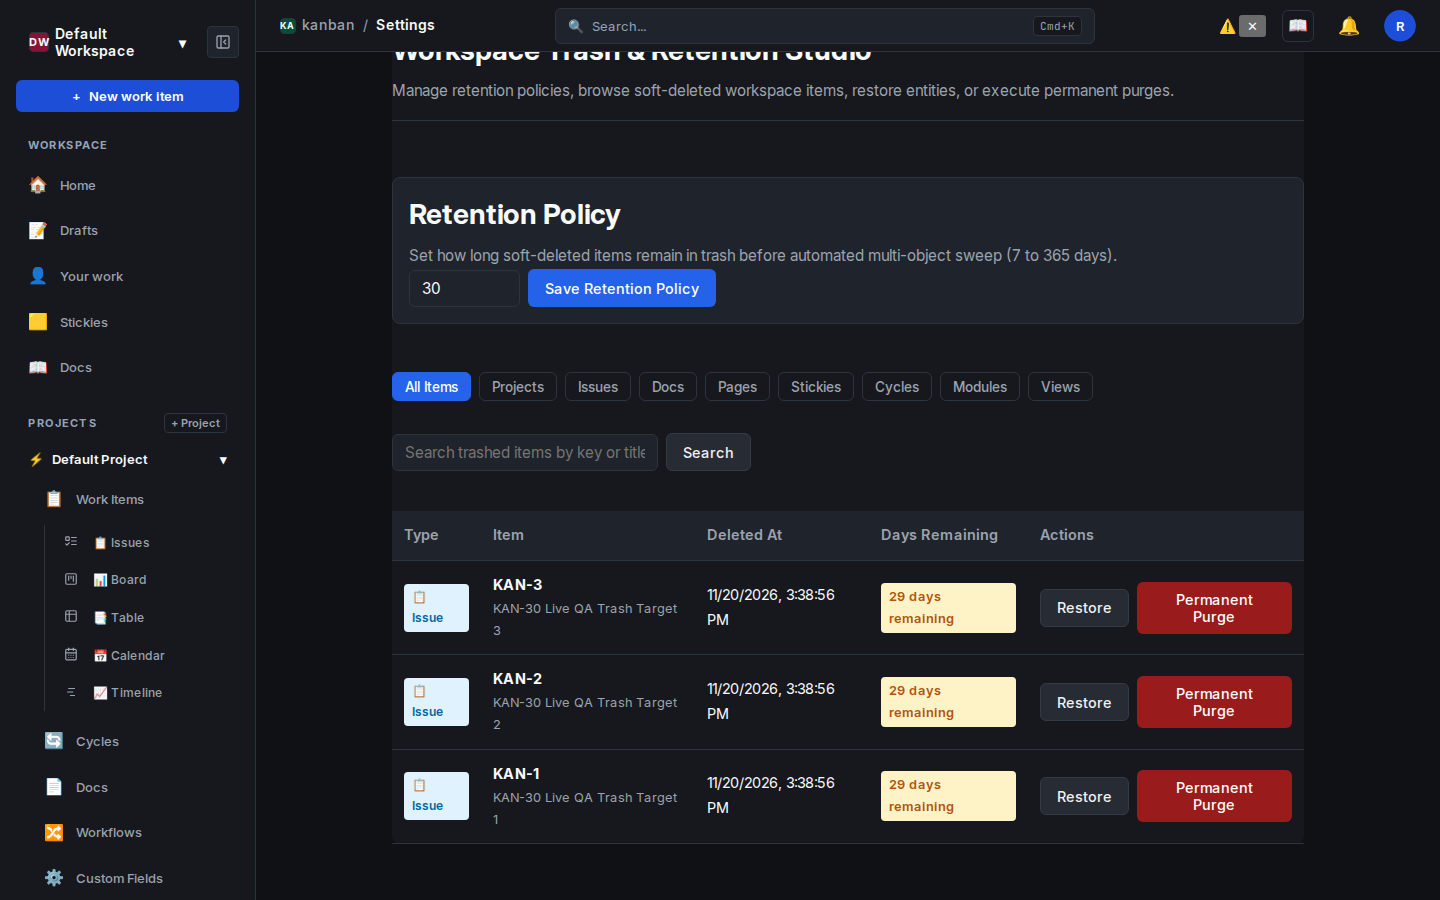 DW Default Workspace ▾
+ New work item
WORKSPACE
Home
Drafts
Your work
Stickies
Docs
PROJECTS + Project
Default Project ▾
Work Items
Issues
Board
Table
Calendar
Timeline
Cycles
Docs
Workflows
Custom Fields
KA kanban / Settings
Search... Cmd+K
✕
R
Workspace Trash & Retention Studio
Manage retention policies, browse soft-deleted workspace items, restore entities, or execute permanent purges.
Retention Policy
Set how long soft-deleted items remain in trash before automated multi-object sweep (7 to 365 days).
30 Save Retention Policy
All Items Projects Issues Docs Pages Stickies Cycles Modules Views
Search trashed items by key or title Search
Type Item Deleted At Days Remaining Actions
Issue
KAN-3
KAN-30 Live QA Trash Target
3
11/20/2026, 3:38:56
PM
29 days
remaining
Restore
Permanent
Purge
Issue
KAN-2
KAN-30 Live QA Trash Target
2
11/20/2026, 3:38:56
PM
29 days
remaining
Restore
Permanent
Purge
Issue
KAN-1
KAN-30 Live QA Trash Target
1
11/20/2026, 3:38:56
PM
29 days
remaining
Restore
Permanent
Purge